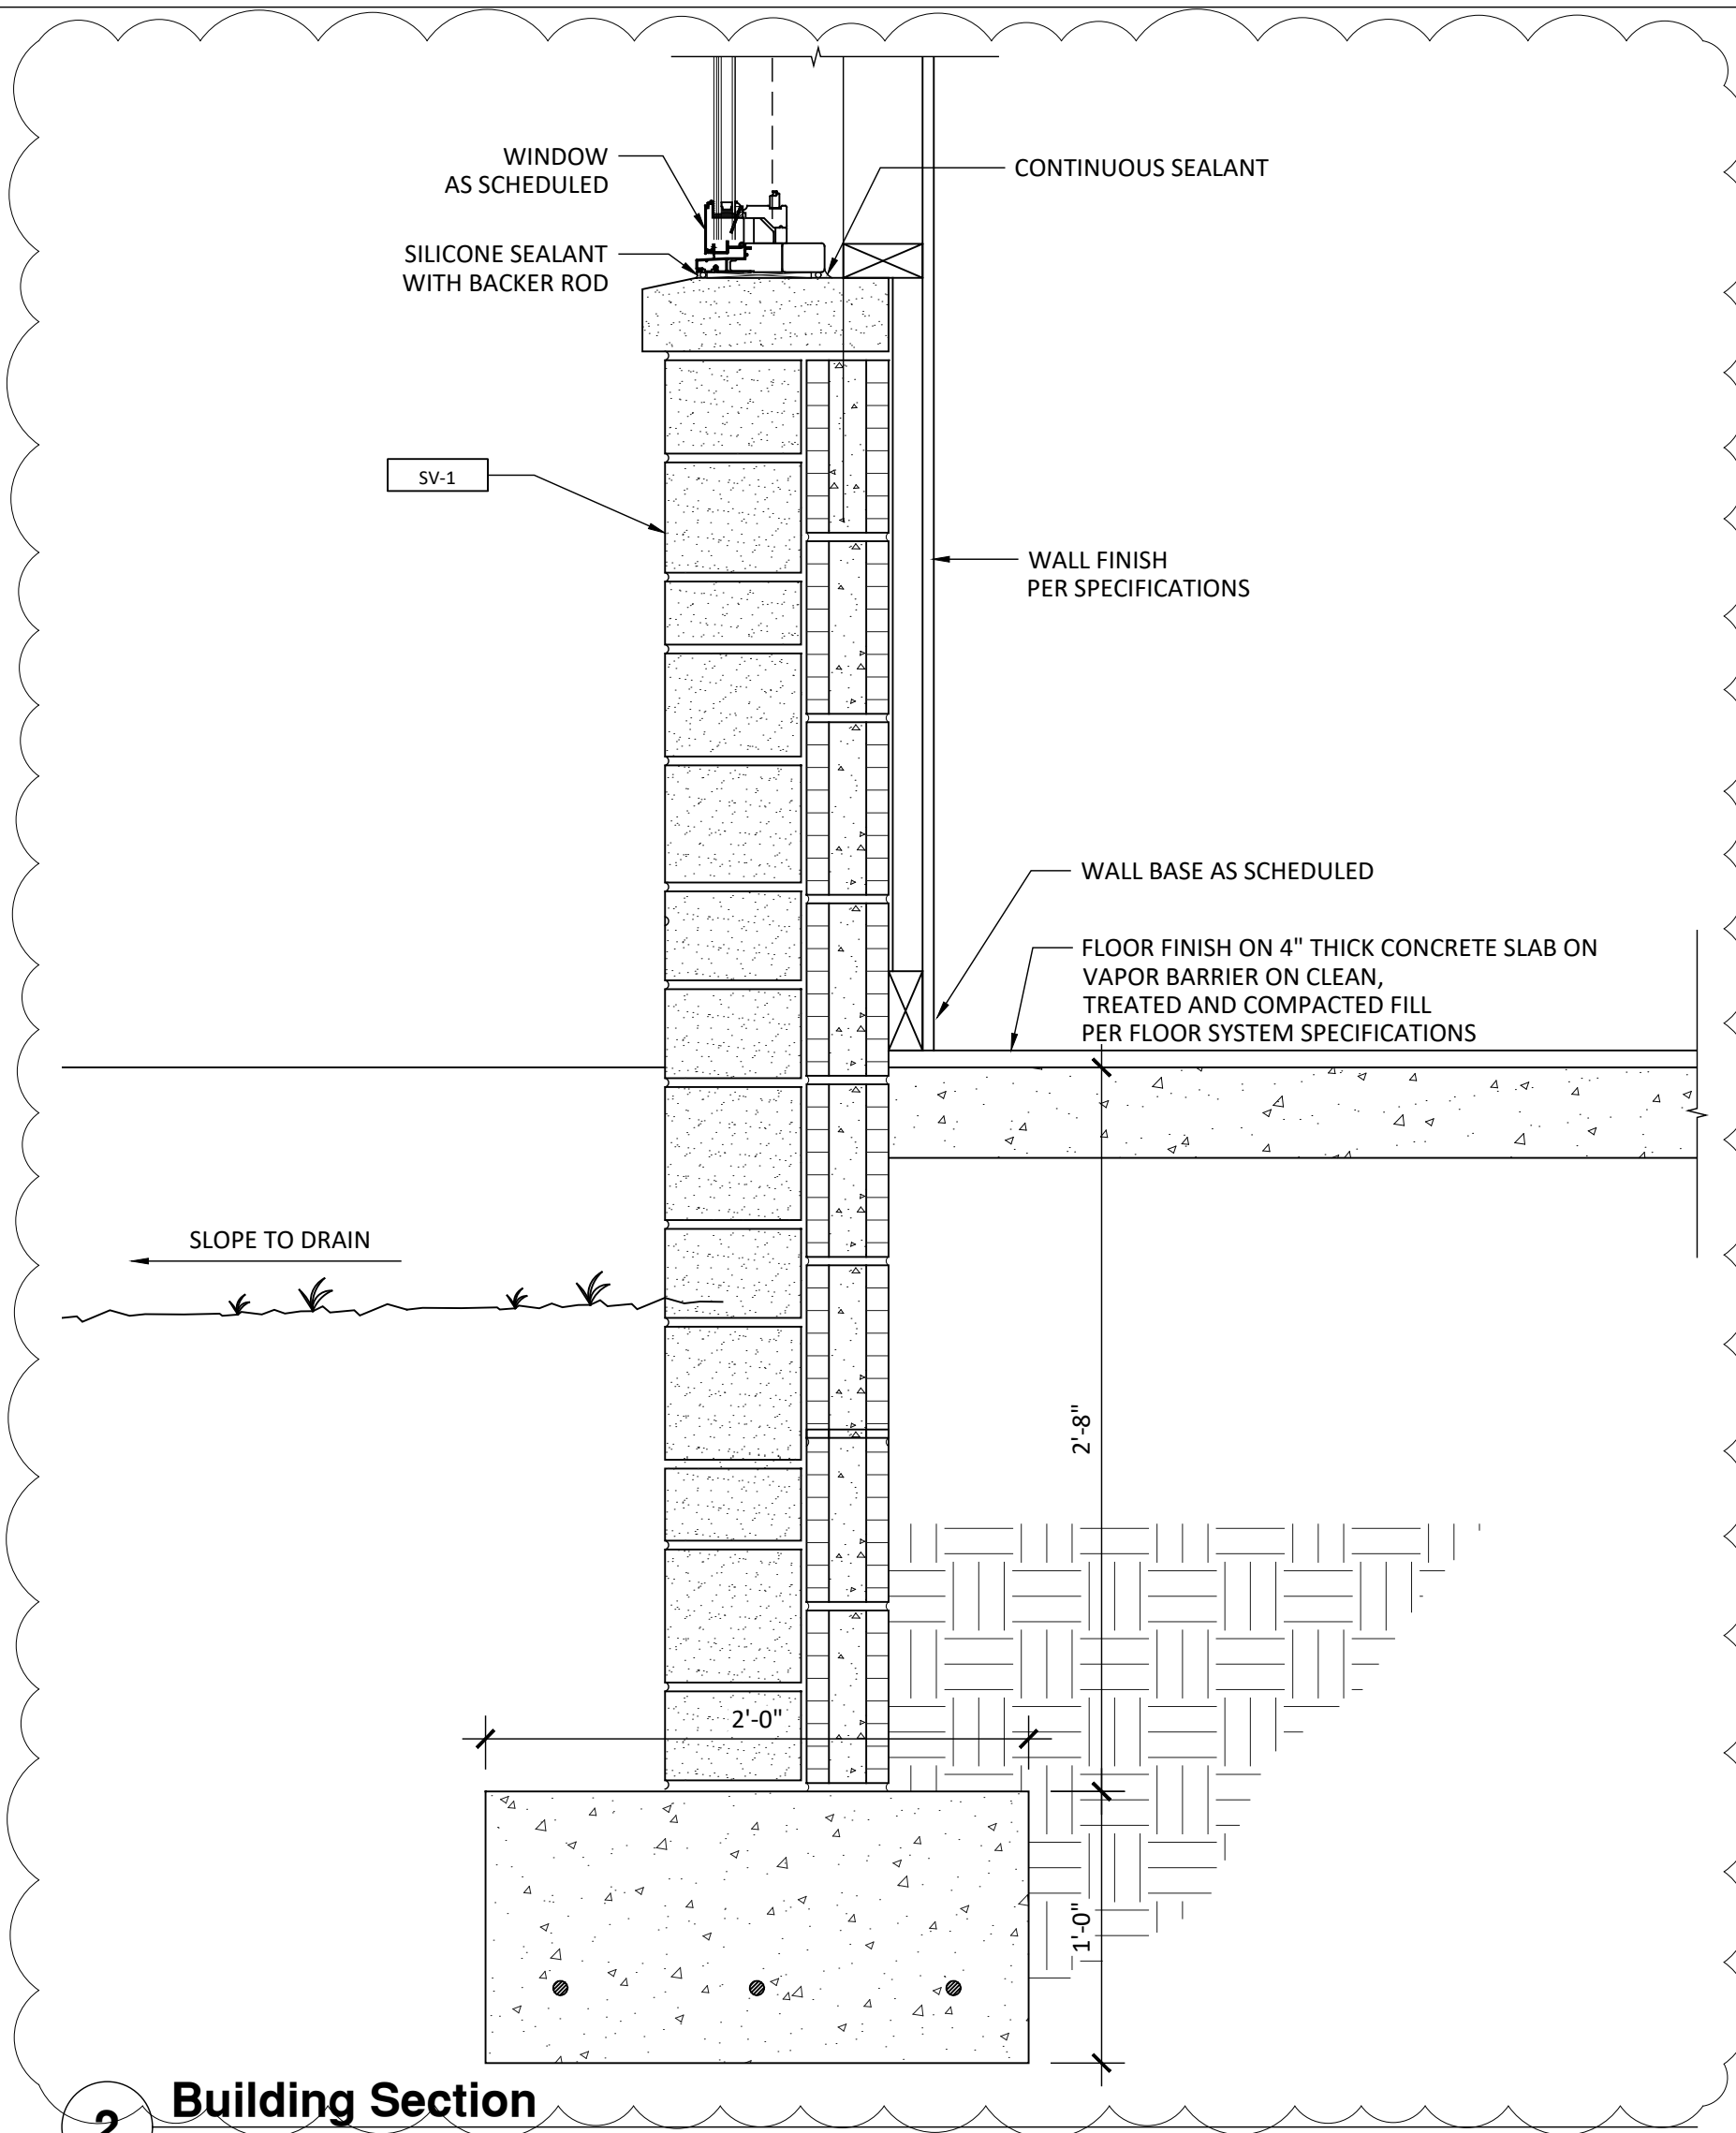 WINDOW
AS SCHEDULED
CONTINUOUS SEALANT
SILICONE SEALANT
WITH BACKER ROD
SV-1
WALL FINISH
PER SPECIFICATIONS
WALL BASE AS SCHEDULED
FLOOR FINISH ON 4" THICK CONCRETE SLAB ON
VAPOR BARRIER ON CLEAN,
TREATED AND COMPACTED FILL
PER FLOOR SYSTEM SPECIFICATIONS
SLOPE TO DRAIN
2'-8"
2'-0"
1'-0"
Building Section
2